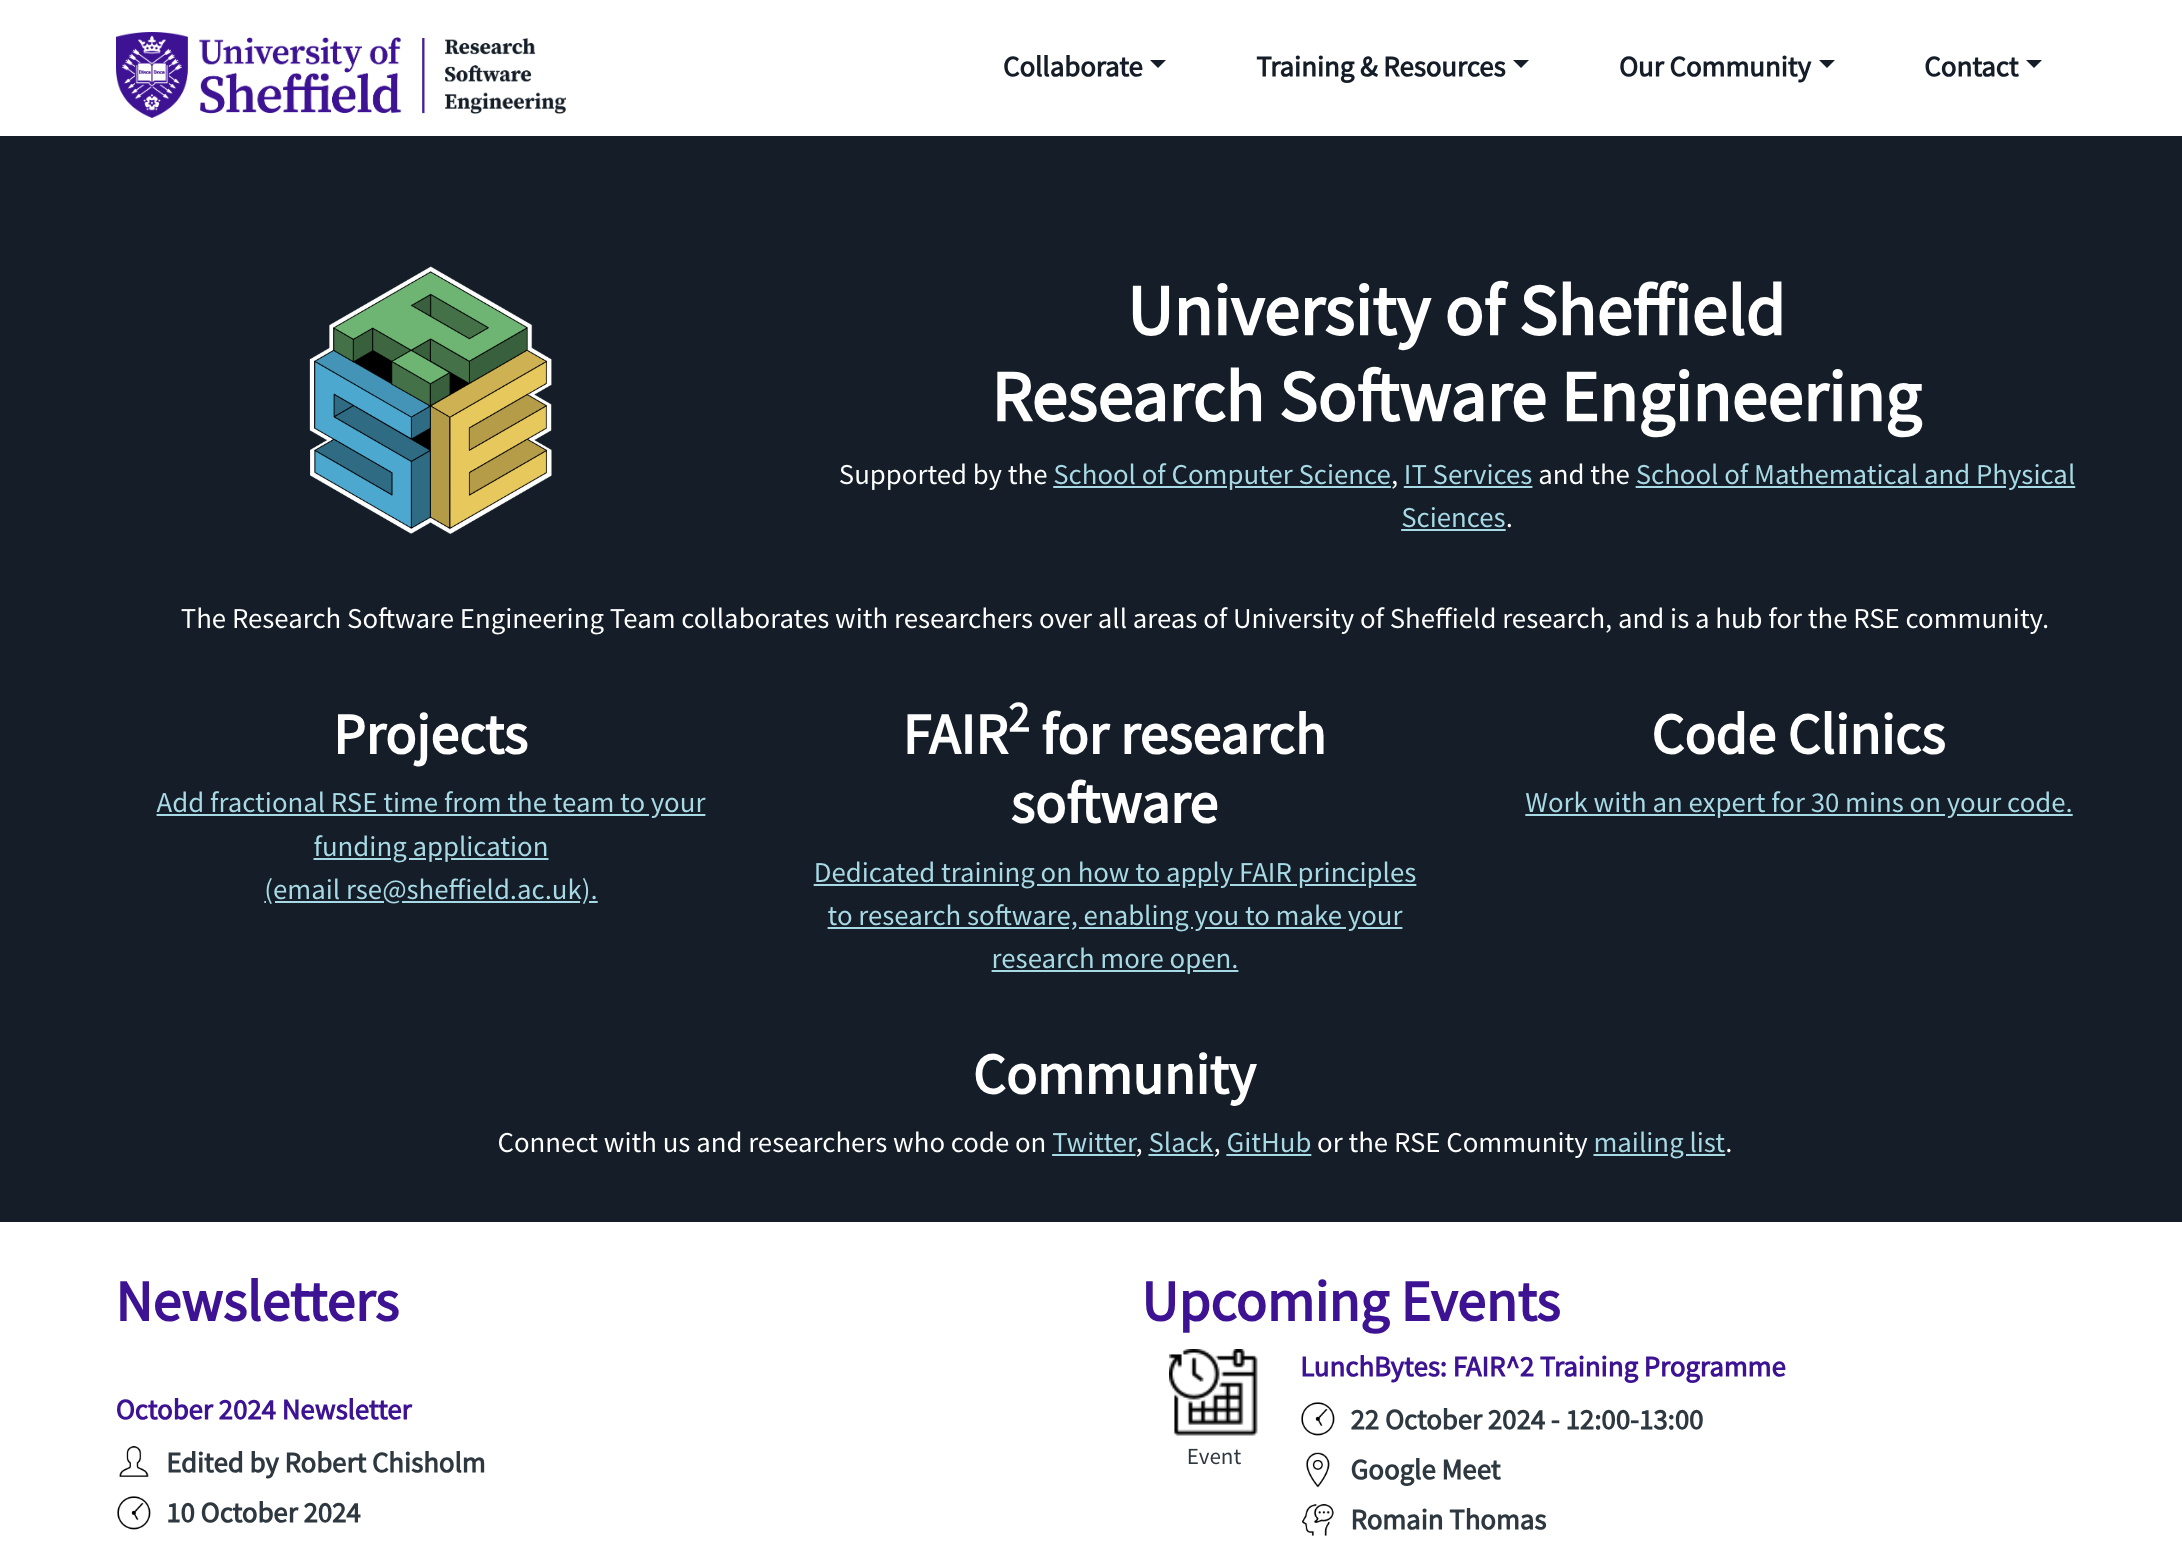 University of
Sheffield
Research
Software
Engineering
Collaborate
Training & Resources
Our Community
Contact
University of Sheffield
Research Software Engineering
Supported by the School of Computer Science, IT Services and the School of Mathematical and Physical
Sciences.
The Research Software Engineering Team collaborates with researchers over all areas of University of Sheffield research, and is a hub for the RSE community.
Projects
Add fractional RSE time from the team to your
funding application
(email rse@sheffield.ac.uk).
FAIR² for research
software
Dedicated training on how to apply FAIR principles
to research software, enabling you to make your
research more open.
Code Clinics
Work with an expert for 30 mins on your code.
Community
Connect with us and researchers who code on Twitter, Slack, GitHub or the RSE Community mailing list.
Newsletters
October 2024 Newsletter
Edited by Robert Chisholm
10 October 2024
Upcoming Events
Event
LunchBytes: FAIR^2 Training Programme
22 October 2024 - 12:00-13:00
Google Meet
Romain Thomas